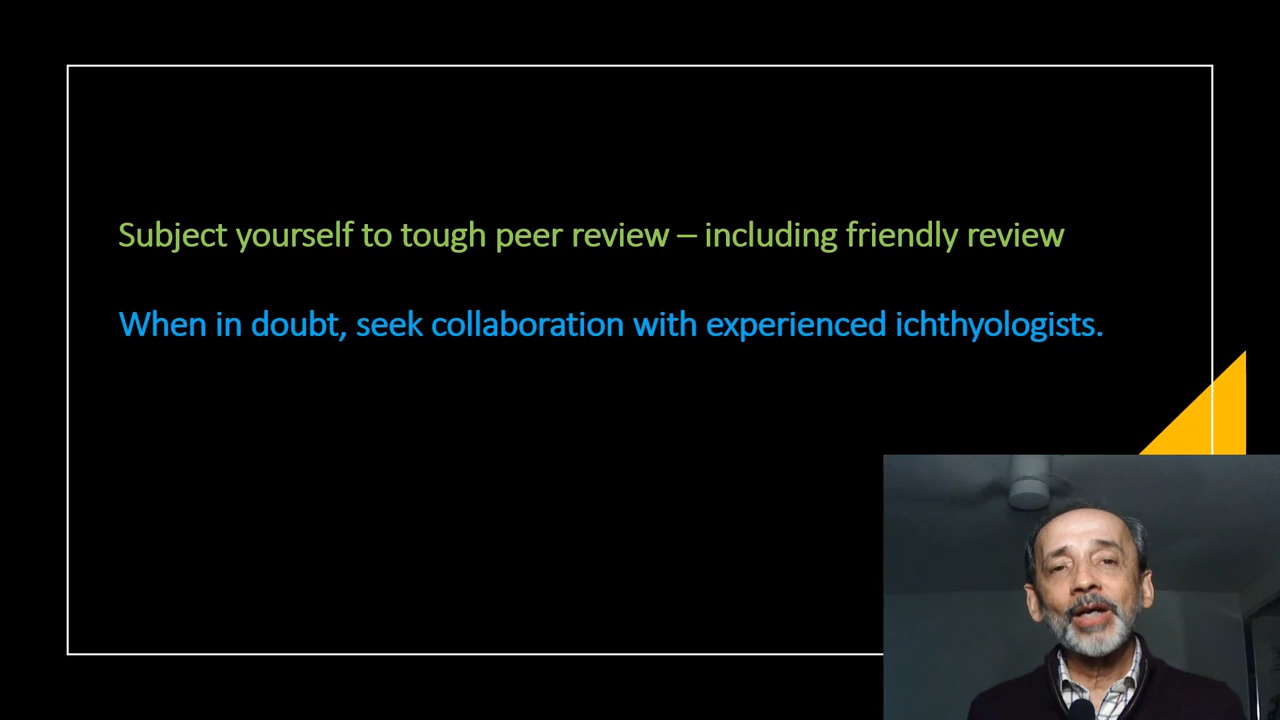 Subject yourself to tough peer review – including friendly review
When in doubt, seek collaboration with experienced ichthyologists.